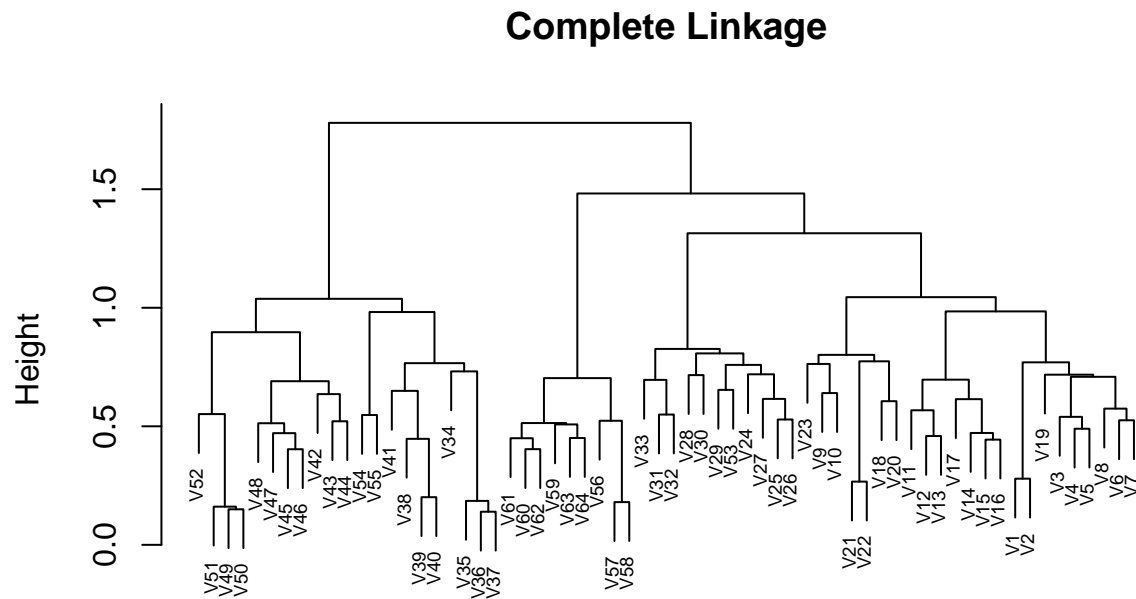 Complete Linkage
Height
0.0
0.5
1.0
1.5
V52
V51
V49
V50
V48
V47
V45
V46
V42
V43
V44
V54
V55
V41
V38
V39
V40
V34
V35
V36
V37
V61
V60
V62
V59
V63
V64
V56
V57
V58
V33
V31
V32
V28
V30
V29
V53
V24
V27
V25
V26
V23
V9
V10
V21
V22
V18
V20
V11
V12
V13
V17
V14
V15
V16
V1
V2
V19
V3
V4
V5
V8
V6
V7